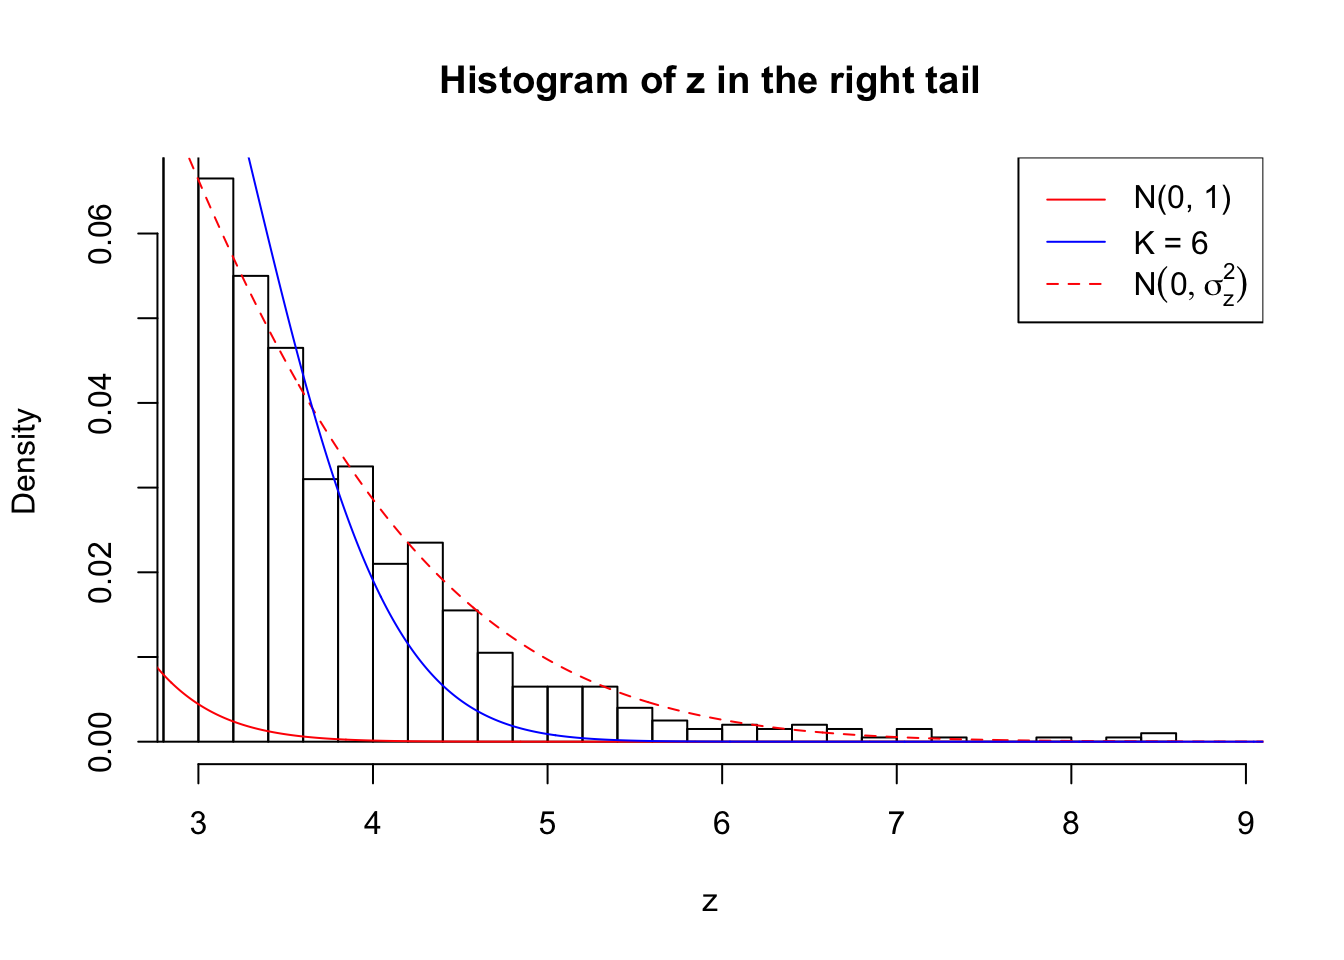 Histogram of z in the right tail
N(0, 1)
K = 6
N(0, σ_z^2)
Density
0.00
0.02
0.04
0.06
3 4 5 6 7 8 9
z